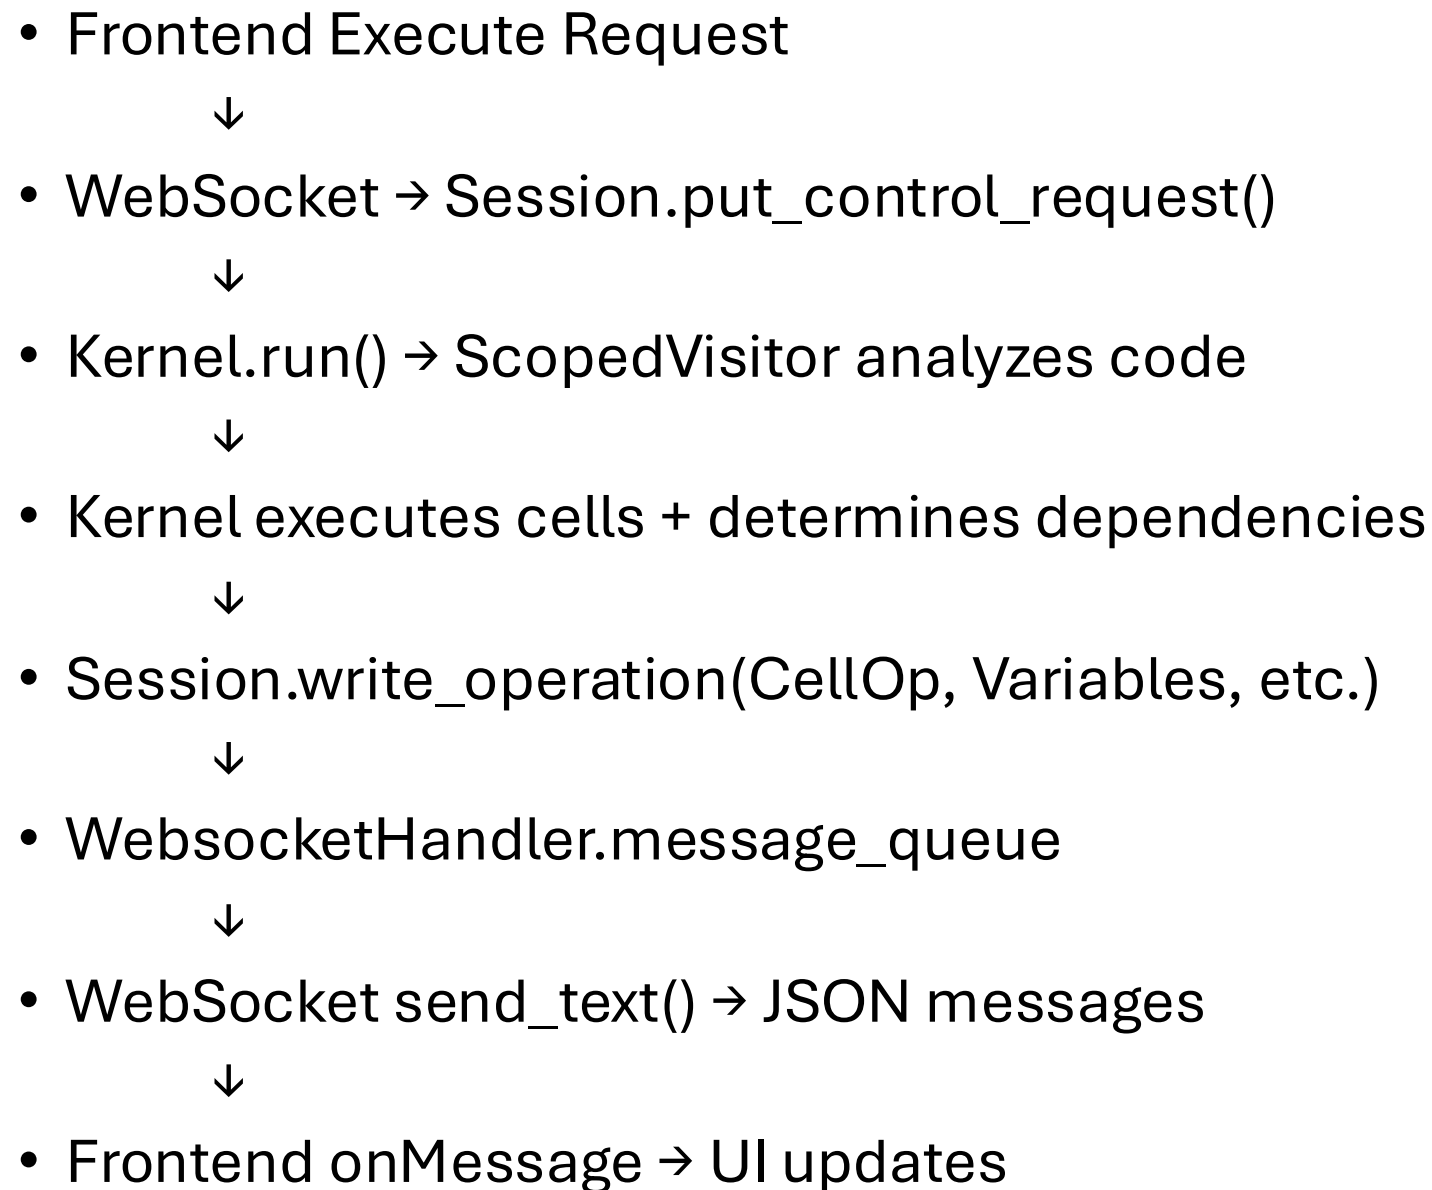 • Frontend Execute Request
↓
• WebSocket → Session.put_control_request()
↓
• Kernel.run() → ScopedVisitor analyzes code
↓
• Kernel executes cells + determines dependencies
↓
• Session.write_operation(CellOp, Variables, etc.)
↓
• WebsocketHandler.message_queue
↓
• WebSocket send_text() → JSON messages
↓
• Frontend onMessage → UI updates